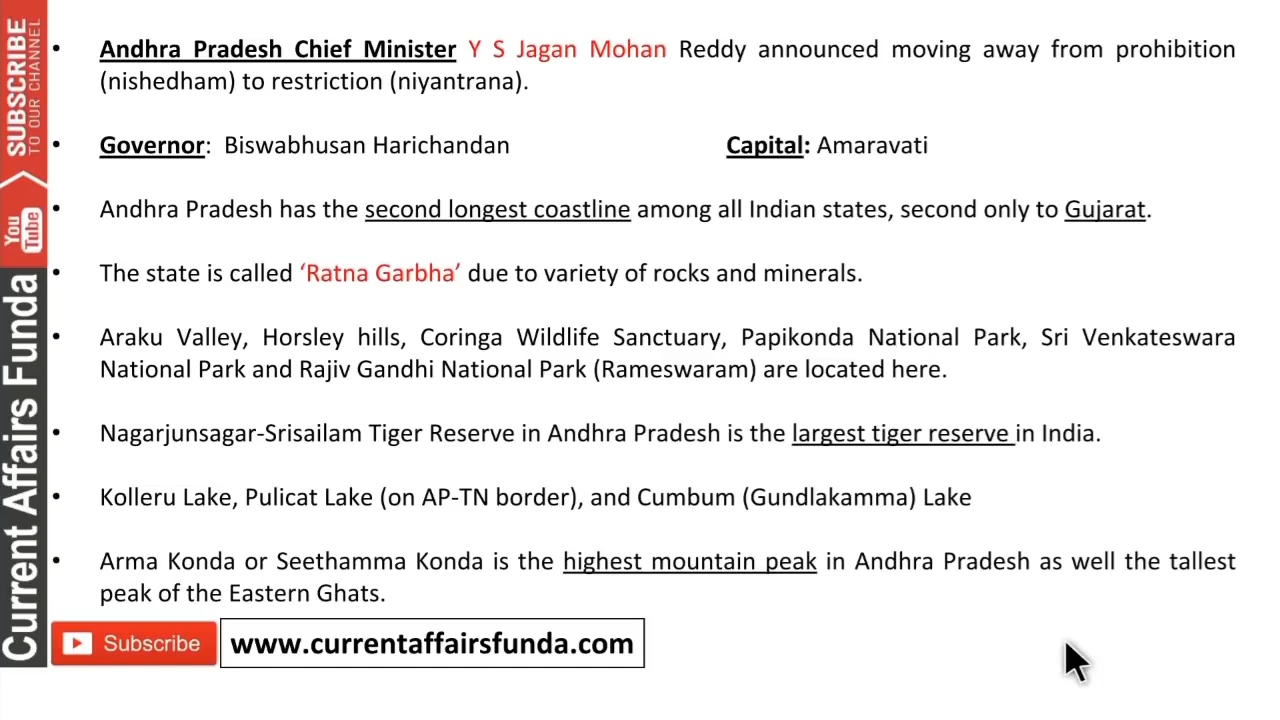 SUBSCRIBE
TO OUR CHANNEL
You
Tube
Current Affairs Funda
• Andhra Pradesh Chief Minister Y S Jagan Mohan Reddy announced moving away from prohibition
(nishedham) to restriction (niyantrana).
• Governor: Biswabhusan Harichandan Capital: Amaravati
• Andhra Pradesh has the second longest coastline among all Indian states, second only to Gujarat.
• The state is called ‘Ratna Garbha’ due to variety of rocks and minerals.
• Araku Valley, Horsley hills, Coringa Wildlife Sanctuary, Papikonda National Park, Sri Venkateswara
National Park and Rajiv Gandhi National Park (Rameswaram) are located here.
• Nagarjunsagar-Srisailam Tiger Reserve in Andhra Pradesh is the largest tiger reserve in India.
• Kolleru Lake, Pulicat Lake (on AP-TN border), and Cumbum (Gundlakamma) Lake
• Arma Konda or Seethamma Konda is the highest mountain peak in Andhra Pradesh as well the tallest
peak of the Eastern Ghats.
Subscribe
www.currentaffairsfunda.com